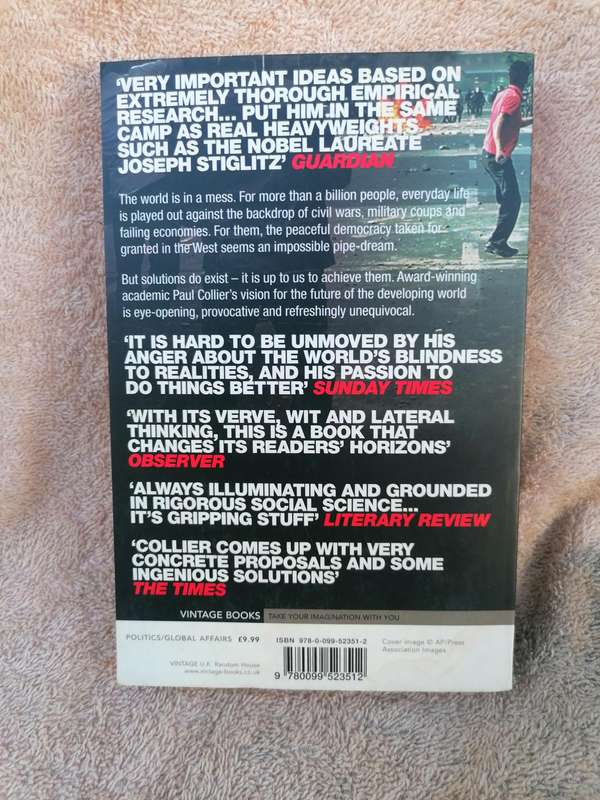 ‘VERY IMPORTANT IDEAS BASED ON
EXTREMELY THOROUGH EMPIRICAL
RESEARCH... PUT HIM IN THE SAME
CAMP AS REAL HEAVYWEIGHTS
SUCH AS THE NOBEL LAUREATE
JOSEPH STIGLITZ’ GUARDIAN
The world is in a mess. For more than a billion people, everyday life
is played out against the backdrop of civil wars, military coups and
failing economies. For them, the peaceful democracy taken for
granted in the West seems an impossible pipe-dream.
But solutions do exist – it is up to us to achieve them. Award-winning
academic Paul Collier’s vision for the future of the developing world
is eye-opening, provocative and refreshingly unequivocal.
‘IT IS HARD TO BE UNMOVED BY HIS
ANGER ABOUT THE WORLD’S BLINDNESS
TO REALITIES, AND HIS PASSION TO
DO THINGS BETTER’ SUNDAY TIMES
‘WITH ITS VERVE, WIT AND LATERAL
THINKING, THIS IS A BOOK THAT
CHANGES ITS READERS’ HORIZONS’
OBSERVER
‘ALWAYS ILLUMINATING AND GROUNDED
IN RIGOROUS SOCIAL SCIENCE...
IT’S GRIPPING STUFF’ LITERARY REVIEW
‘COLLIER COMES UP WITH VERY
CONCRETE PROPOSALS AND SOME
INGENIOUS SOLUTIONS’
THE TIMES
VINTAGE BOOKS TAKE YOUR IMAGINATION WITH YOU
POLITICS/GLOBAL AFFAIRS £9.99
VINTAGE U.K. Random House
www.vintage-books.co.uk
ISBN 978-0-099-52351-2
9 780099 523512
Cover image © AP/Press
Association Images